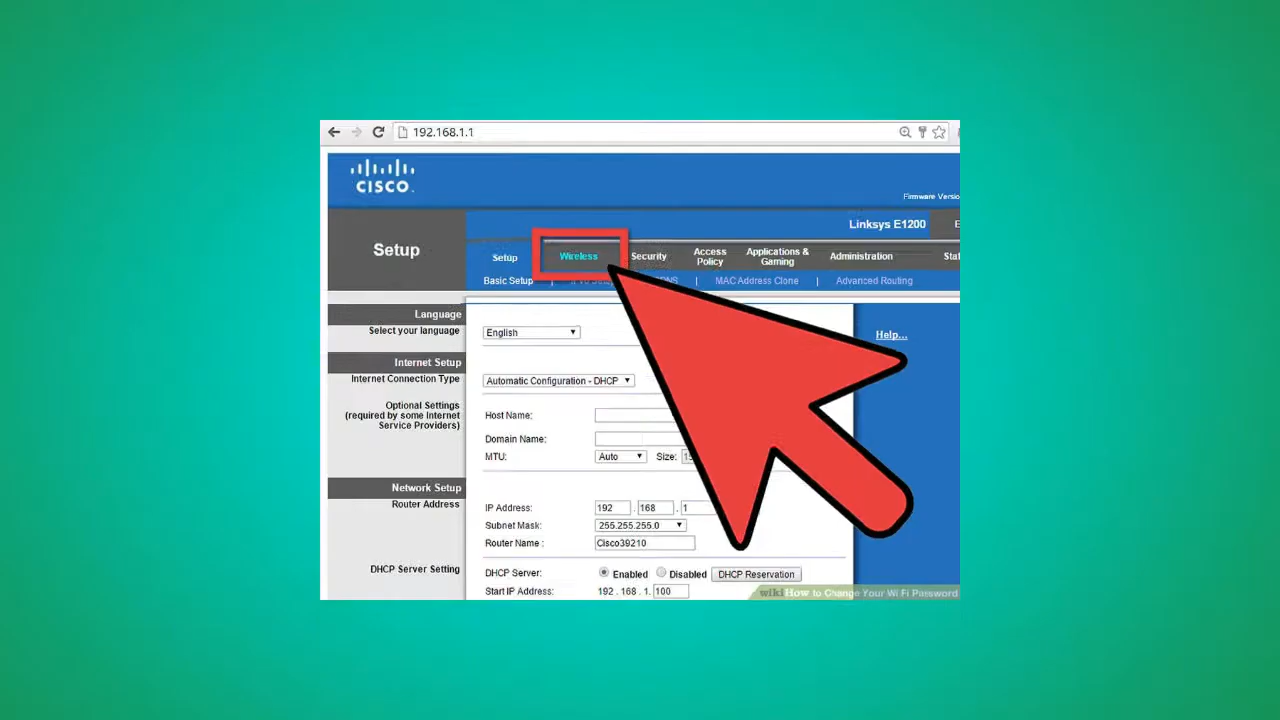 192.168.1.1
CISCO.
Firmware Versio
Linksys E1200
E
Setup
Setup Wireless Security Access Policy Applications & Gaming Administration Stat
Basic Setup | | MAC Address Clone | Advanced Routing
Language
Select your language
English
Help...
Internet Setup
Internet Connection Type
Automatic Configuration - DHCP
Optional Settings
(required by some Internet
Service Providers)
Host Name:
Domain Name:
MTU: Auto Size:
Network Setup
Router Address
IP Address: 192 . 168 . 1
Subnet Mask: 255.255.255.0
Router Name : Cisco39210
DHCP Server Setting
DHCP Server: Enabled Disabled DHCP Reservation
Start IP Address: 192 . 168 . 1. 100
wikiHow to Change Your Wi Fi Password